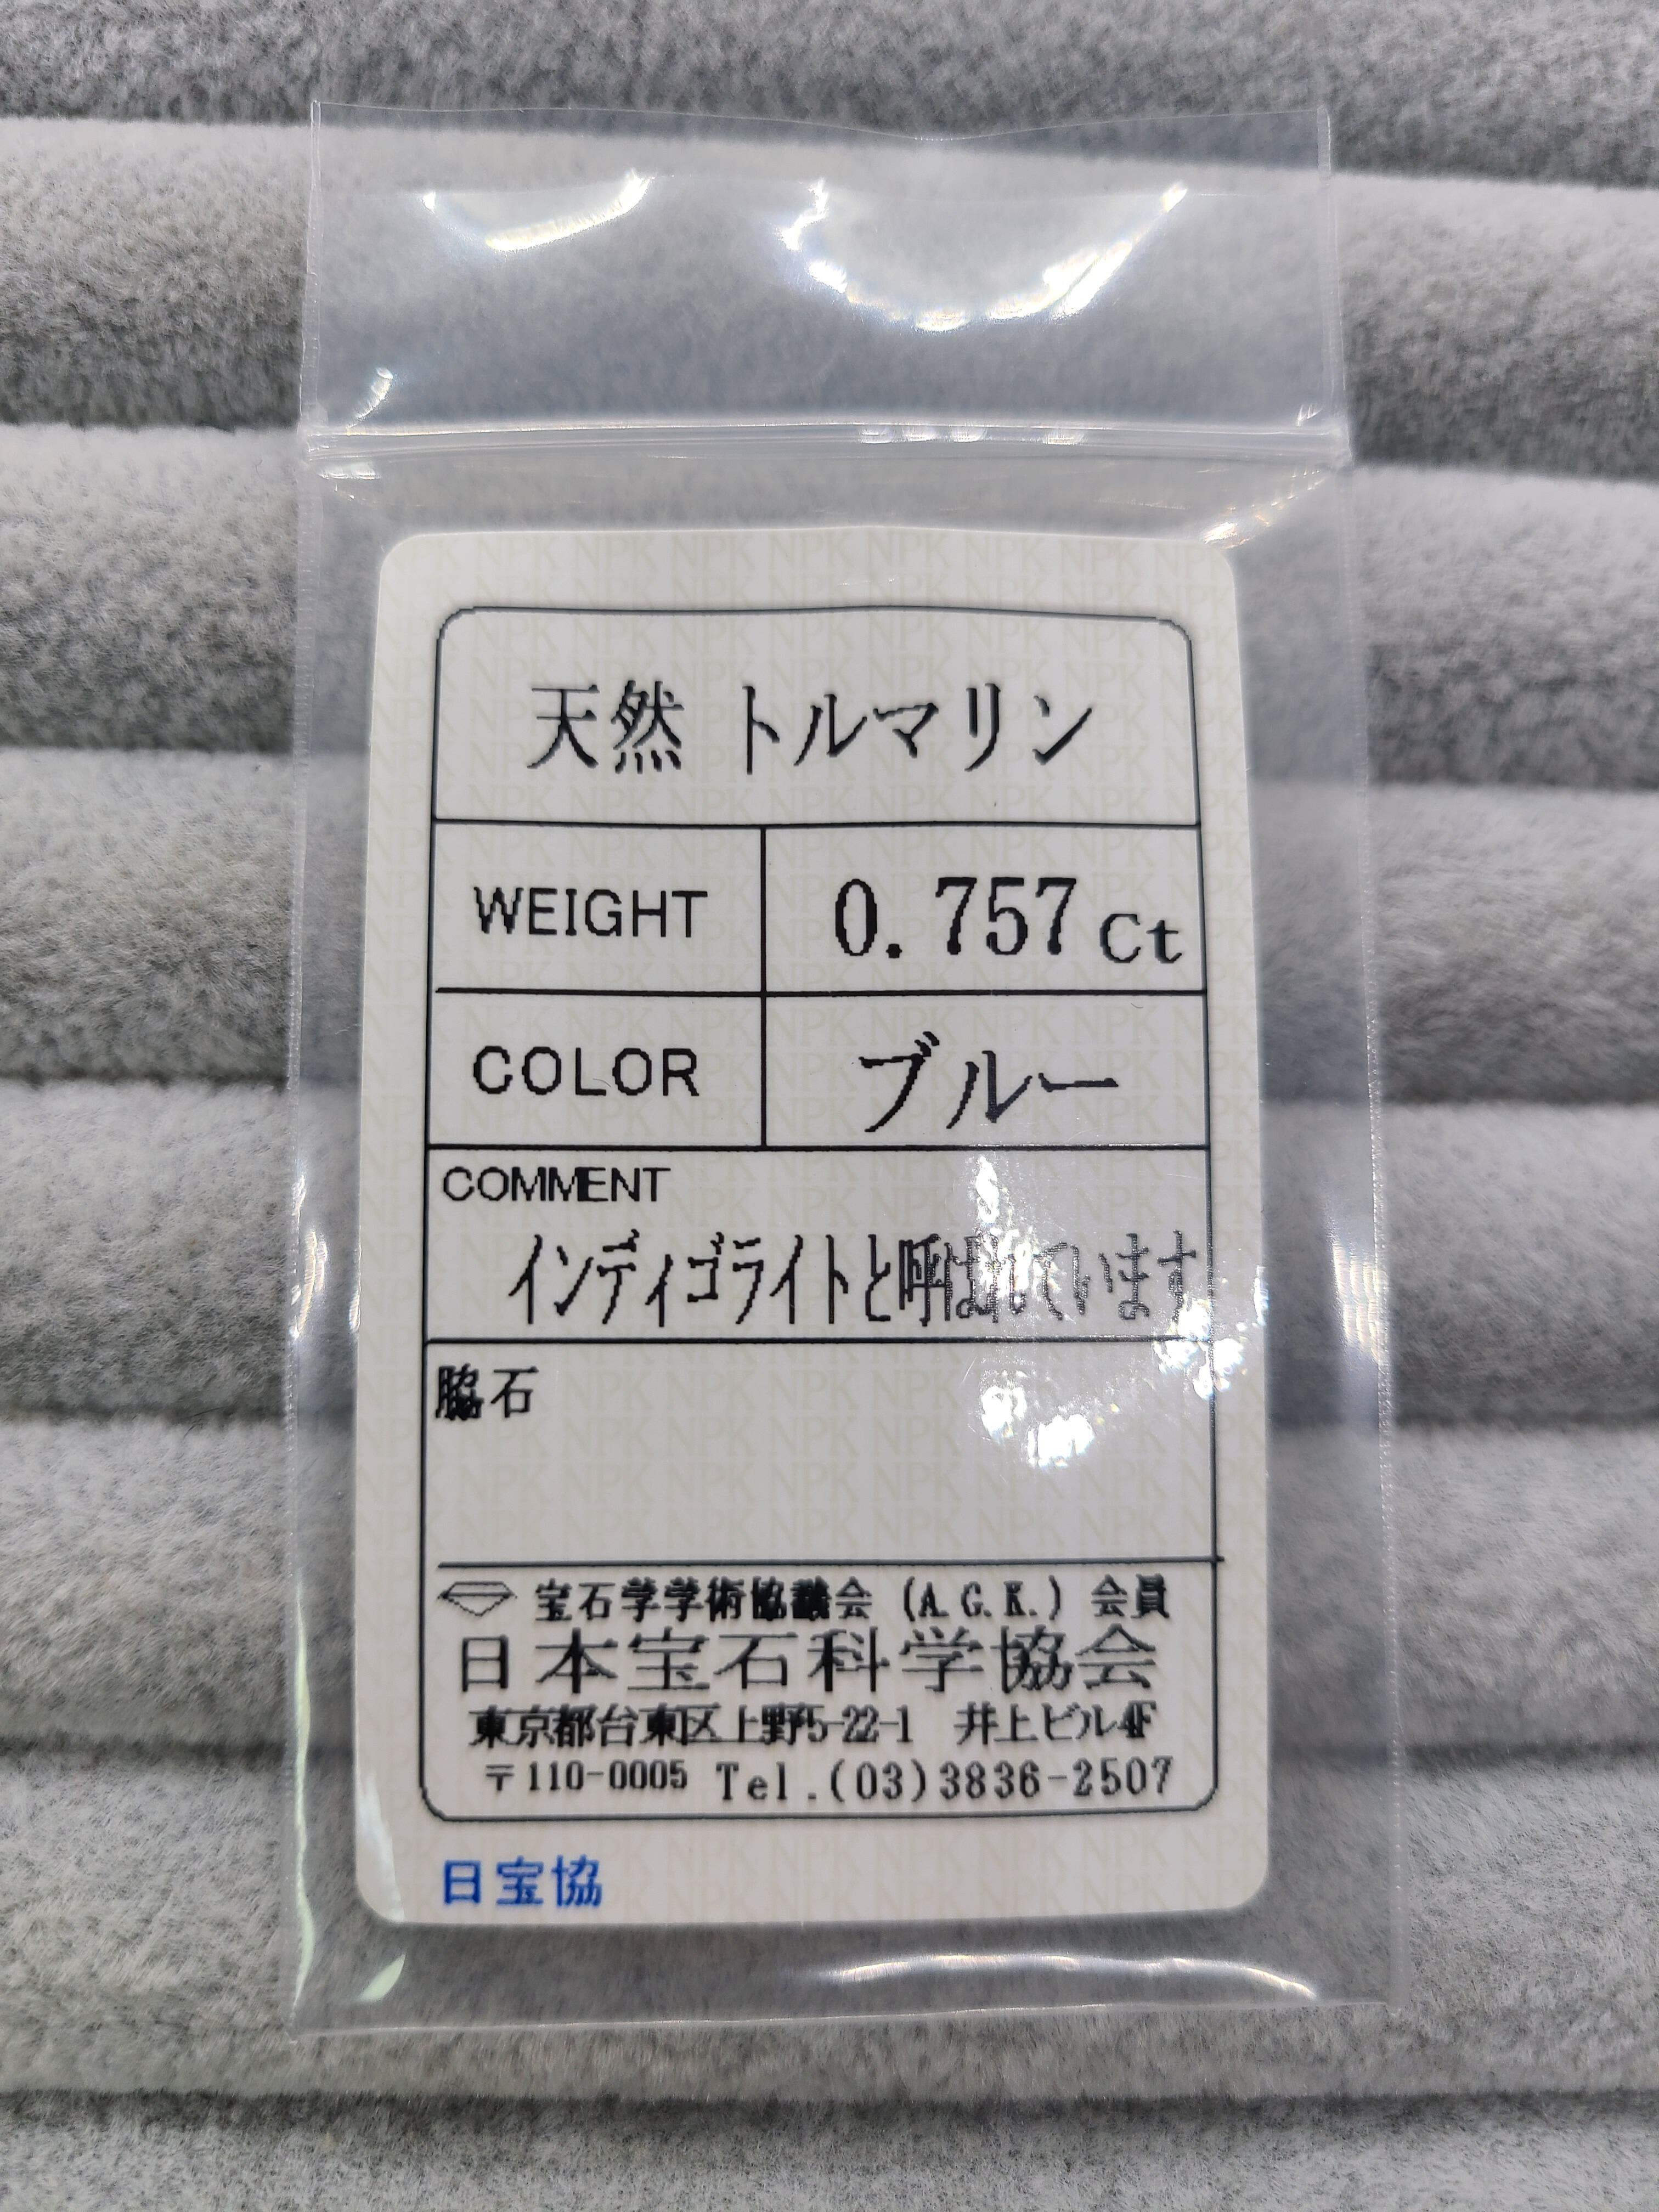 天然 トルマリン
WEIGHT 0.757ct
COLOR ブルー
COMMENT
インディゴライトと呼ばれています
脇石
宝石学学術協議会 (A.G.K.) 会員
日本宝石科学協会
東京都台東区上野5-22-1 井上ビル4F
〒110-0005 Tel.(03)3836-2507
日宝協